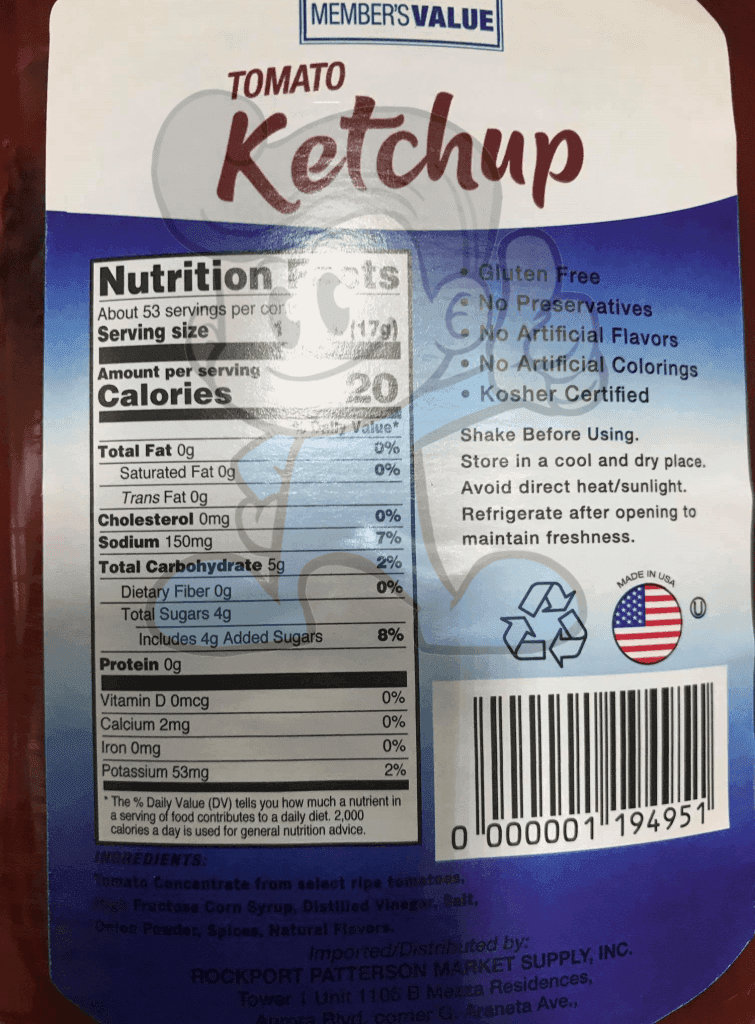 MEMBER'S VALUE
TOMATO
Ketchup
Nutrition Facts
About 53 servings per
Serving size 1 (17g)
Amount per serving
Calories 20
% Daily Value*
Total Fat 0g 0%
Saturated Fat 0g 0%
Trans Fat 0g
Cholesterol 0mg 0%
Sodium 150mg 7%
Total Carbohydrate 5g 2%
Dietary Fiber 0g 0%
Total Sugars 4g
Includes 4g Added Sugars 8%
Protein 0g
Vitamin D 0mcg 0%
Calcium 2mg 0%
Iron 0mg 0%
Potassium 53mg 2%
* The % Daily Value (DV) tells you how much a nutrient in
a serving of food contributes to a daily diet. 2,000
calories a day is used for general nutrition advice.
INGREDIENTS:
Tomato Concentrate from select ripe tomatoes,
High Fructose Corn Syrup, Distilled Vinegar, Salt,
Onion Powder, Spices, Natural Flavors.
• Gluten Free
• No Preservatives
• No Artificial Flavors
• No Artificial Colorings
• Kosher Certified
Shake Before Using.
Store in a cool and dry place.
Avoid direct heat/sunlight.
Refrigerate after opening to
maintain freshness.
MADE IN USA
U
0 000001 194951
Imported/Distributed by:
ROCKPORT PATTERSON MARKET SUPPLY, INC.
Tower 1 Unit 1105 B Mezza Residences,
Aurora Blvd. corner G. Araneta Ave.,